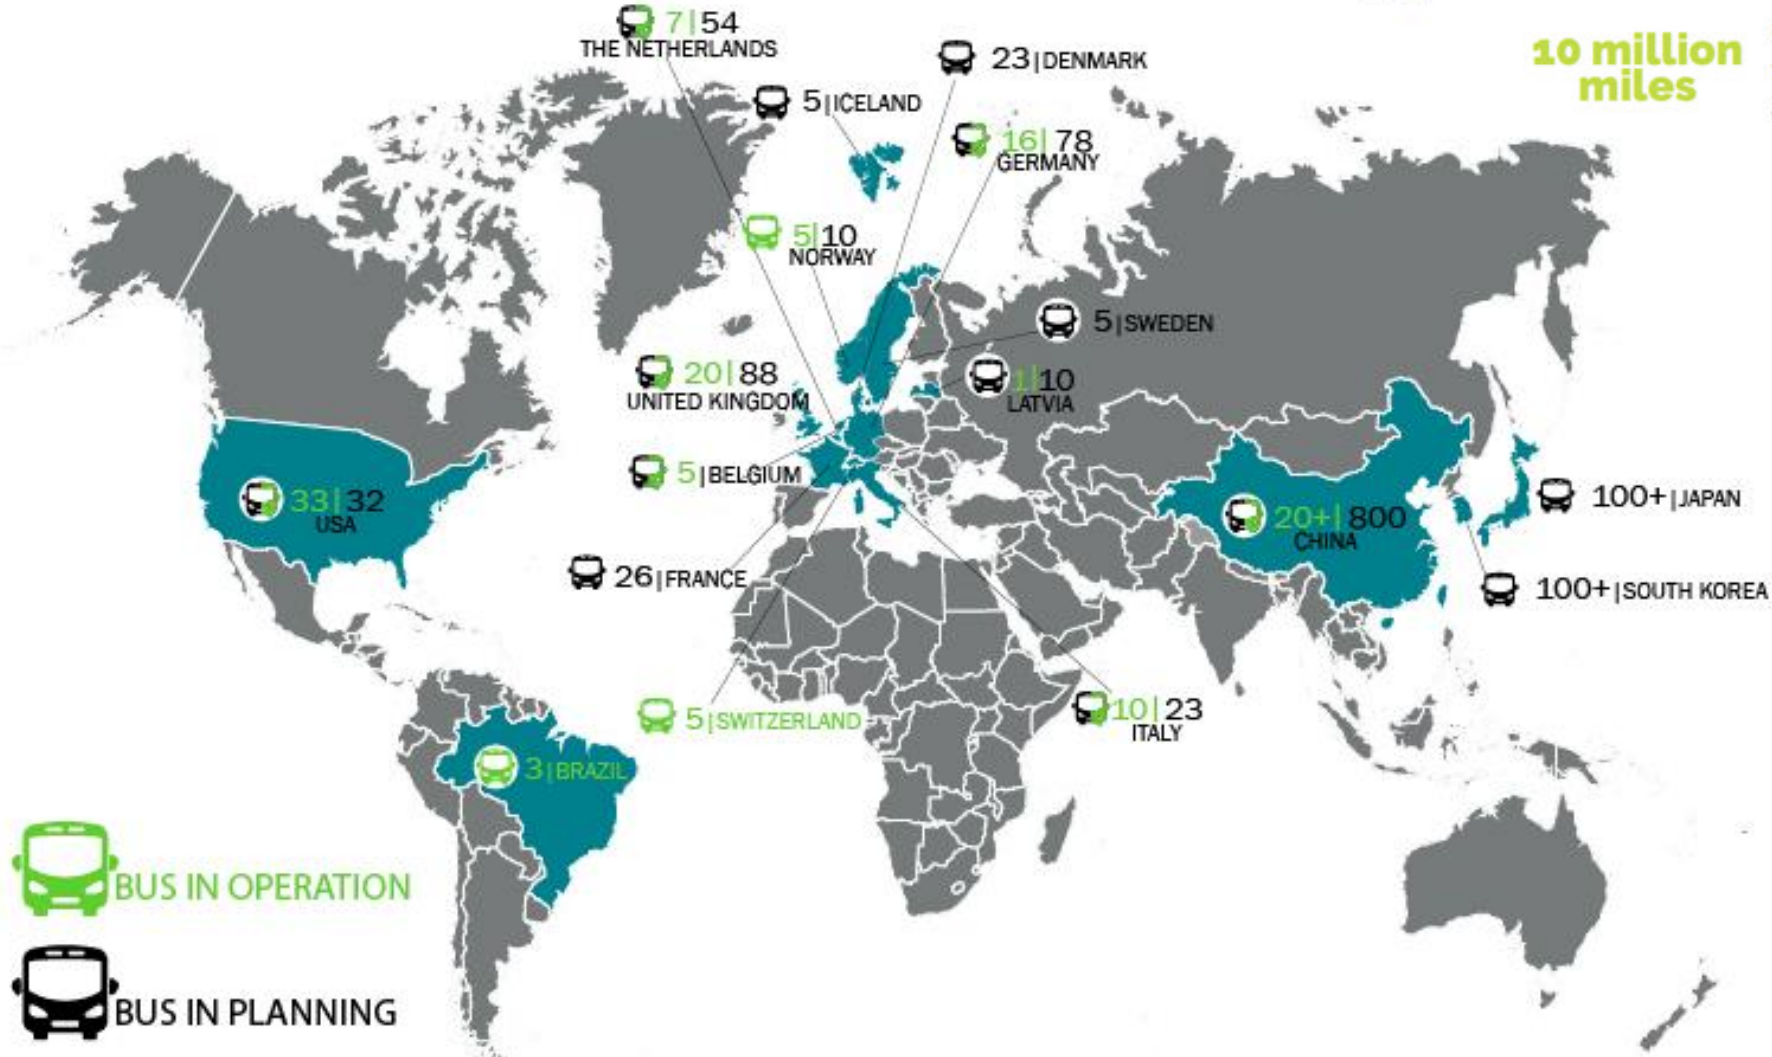 7|54
THE NETHERLANDS
23|DENMARK
10 million
miles
5|ICELAND
16|78
GERMANY
5|10
NORWAY
5|SWEDEN
20|88
UNITED KINGDOM
1|10
LATVIA
5|BELGIUM
33|32
USA
20+|800
CHINA
100+|JAPAN
26|FRANCE
100+|SOUTH KOREA
5|SWITZERLAND
10|23
ITALY
3|BRAZIL
BUS IN OPERATION
BUS IN PLANNING